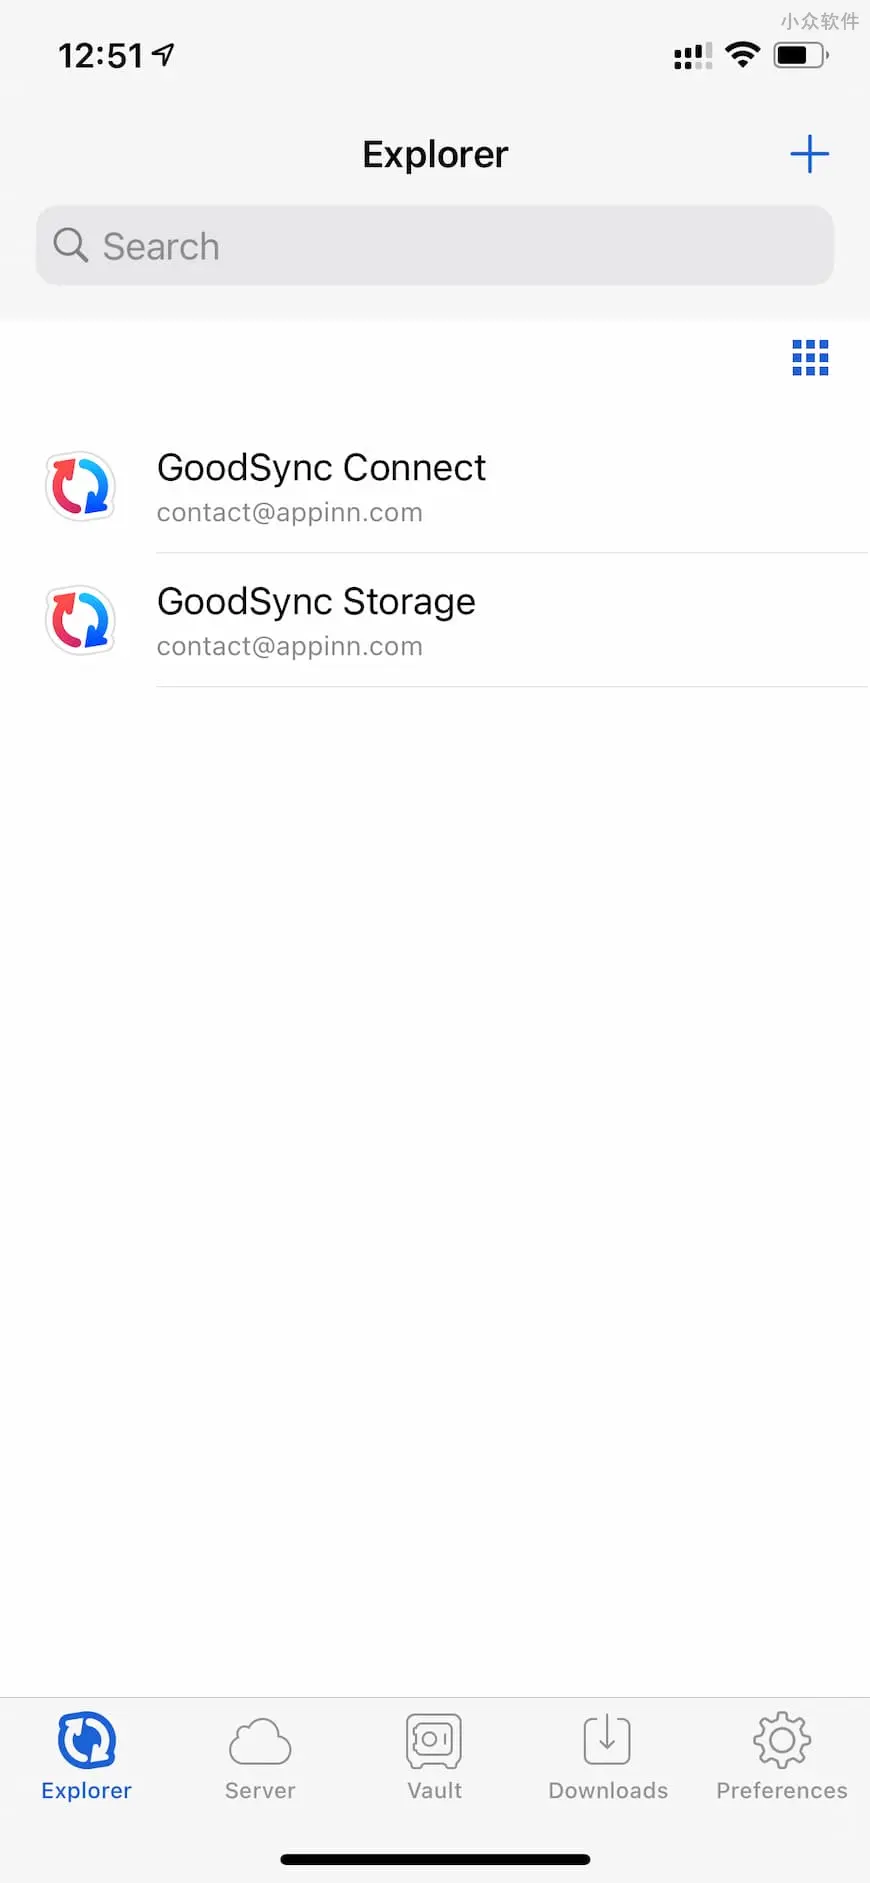 小众软件
12:51
Explorer
Search
GoodSync Connect
contact@appinn.com
GoodSync Storage
contact@appinn.com
Explorer
Server
Vault
Downloads
Preferences